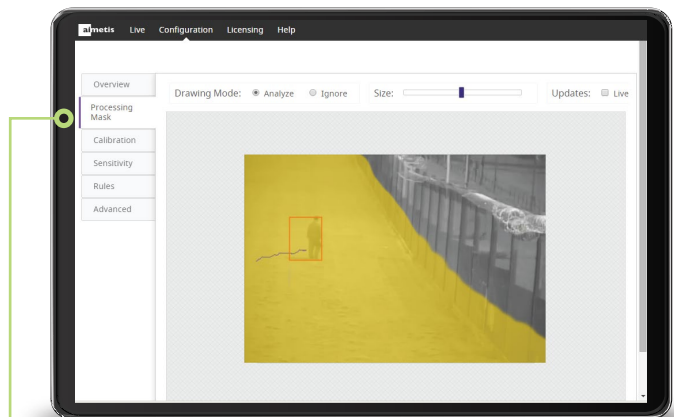 aimetis Live Configuration Licensing Help
Overview
Drawing Mode: Analyze Ignore Size: Updates: Live
Processing
Mask
Calibration
Sensitivity
Rules
Advanced